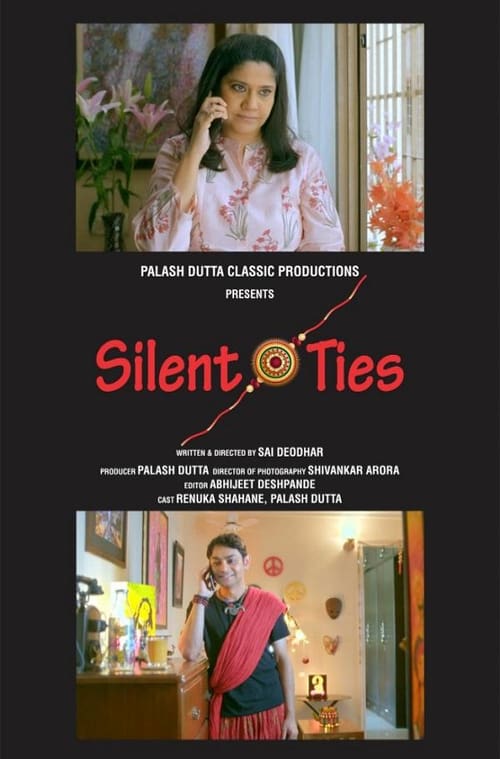 PALASH DUTTA CLASSIC PRODUCTIONS
PRESENTS
Silent Ties
WRITTEN & DIRECTED BY SAI DEODHAR
PRODUCER PALASH DUTTA DIRECTOR OF PHOTOGRAPHY SHIVANKAR ARORA
EDITOR ABHIJEET DESHPANDE
CAST RENUKA SHAHANE, PALASH DUTTA